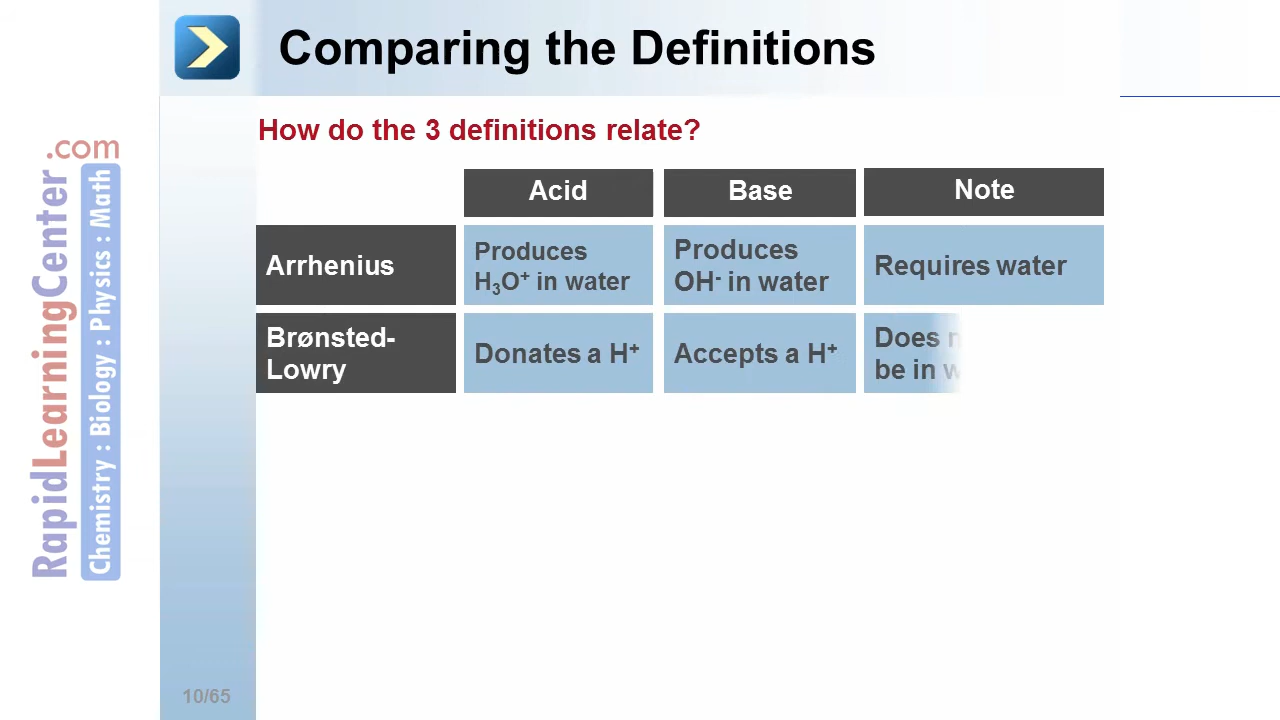 Comparing the Definitions
How do the 3 definitions relate?
Acid
Base
Note
Arrhenius
Produces
H₃O⁺ in water
Produces
OH⁻ in water
Requires water
Brønsted-
Lowry
Donates a H⁺
Accepts a H⁺
Does
be in
RapidLearningCenter.com
Chemistry : Biology : Physics : Math
10/65